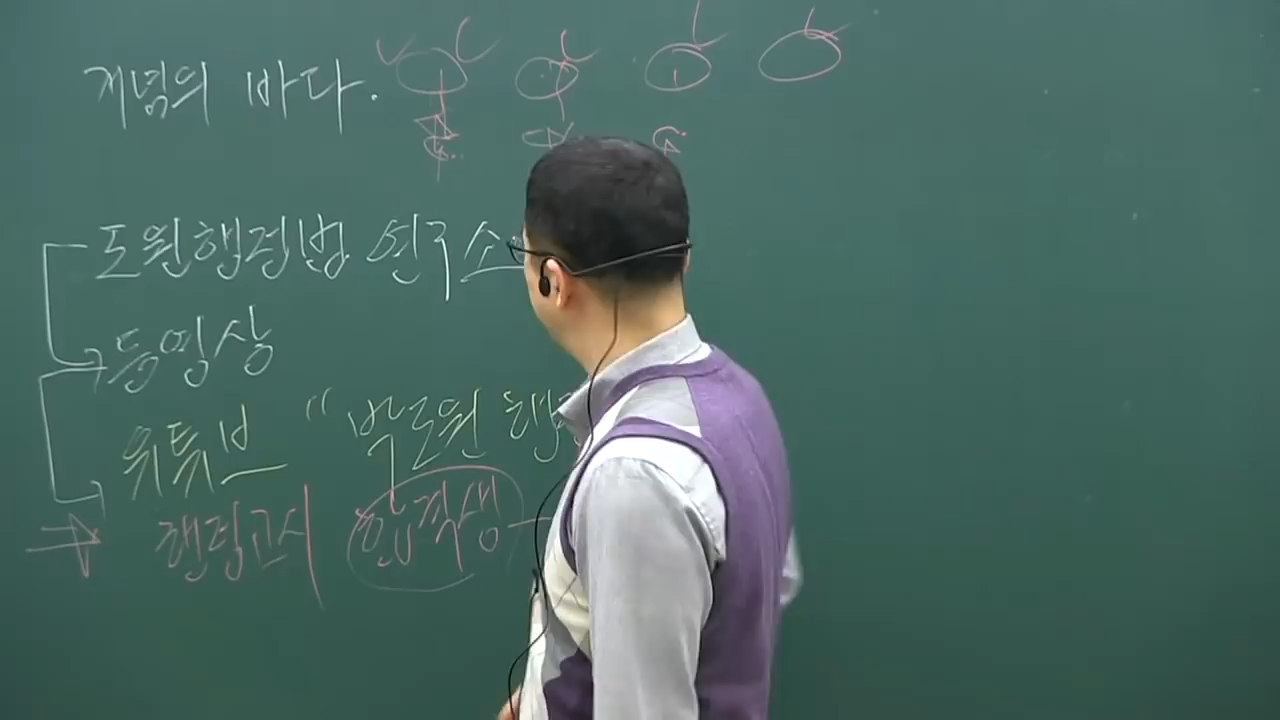 개념의 바다.
도원행정법 연구소
동영상
유튜브 "박도원 행
행정고시 합격생